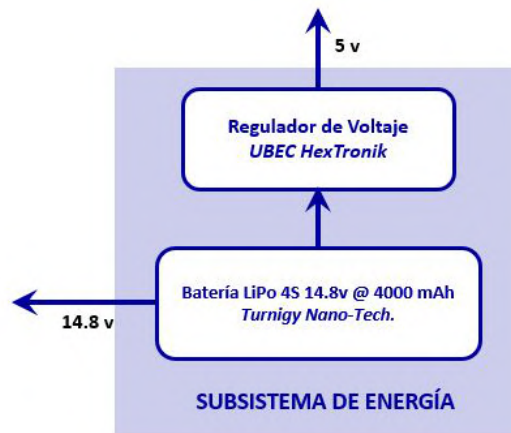 5 v
Regulador de Voltaje
UBEC HexTronik
Batería LiPo 4S 14.8v @ 4000 mAh
Turnigy Nano-Tech.
14.8 v
SUBSISTEMA DE ENERGÍA